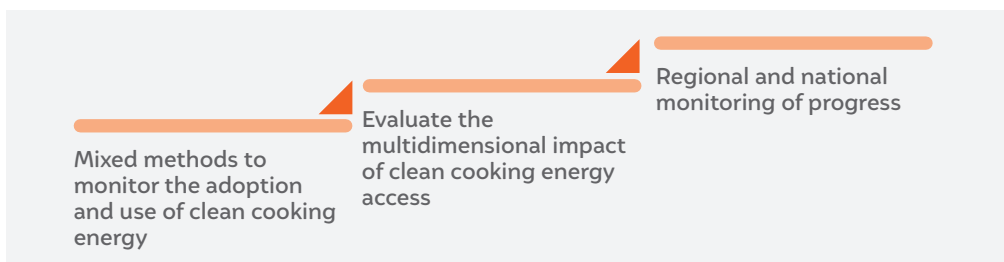 Mixed methods to
monitor the adoption
and use of clean cooking
energy
Evaluate the
multidimensional impact
of clean cooking energy
access
Regional and national
monitoring of progress